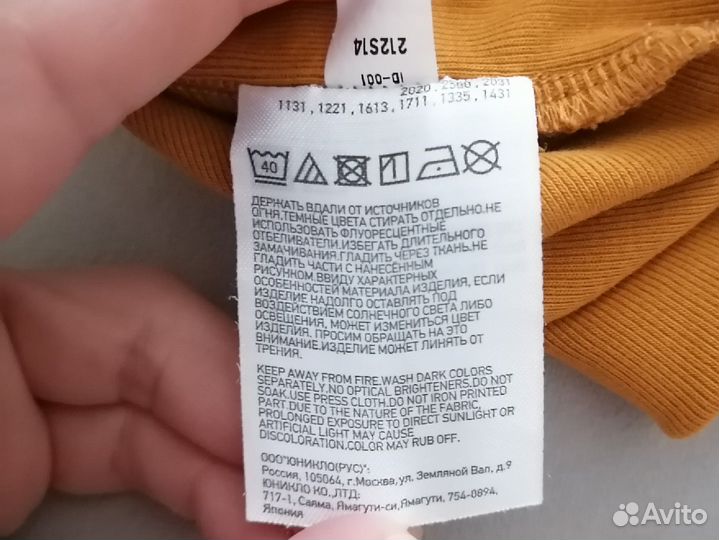 212S14
ID-001
2020, 2566, 2031
1131, 1221, 1613, 1711, 1335, 1431
40
ДЕРЖАТЬ ВДАЛИ ОТ ИСТОЧНИКОВ
ОГНЯ.ТЕМНЫЕ ЦВЕТА СТИРАТЬ ОТДЕЛЬНО.НЕ
ИСПОЛЬЗОВАТЬ ФЛУОРЕСЦЕНТНЫЕ
ОТБЕЛИВАТЕЛИ.ИЗБЕГАТЬ ДЛИТЕЛЬНОГО
ЗАМАЧИВАНИЯ.ГЛАДИТЬ ЧЕРЕЗ ТКАНЬ.НЕ
ГЛАДИТЬ ЧАСТИ С НАНЕСЕННЫМ
РИСУНКОМ.ВВИДУ ХАРАКТЕРНЫХ
ОСОБЕННОСТЕЙ МАТЕРИАЛА ИЗДЕЛИЯ, ЕСЛИ
ИЗДЕЛИЕ НАДОЛГО ОСТАВЛЯТЬ ПОД
ВОЗДЕЙСТВИЕМ СОЛНЕЧНОГО СВЕТА ЛИБО
ОСВЕЩЕНИЯ, МОЖЕТ ИЗМЕНИТЬСЯ ЦВЕТ
ИЗДЕЛИЯ. ПРОСИМ ОБРАЩАТЬ НА ЭТО
ВНИМАНИЕ.ИЗДЕЛИЕ МОЖЕТ ЛИНЯТЬ ОТ
ТРЕНИЯ.
KEEP AWAY FROM FIRE.WASH DARK COLORS
SEPARATELY.NO OPTICAL BRIGHTENERS.DO NOT
SOAK.USE PRESS CLOTH.DO NOT IRON PRINTED
PART.DUE TO THE NATURE OF THE FABRIC,
PROLONGED EXPOSURE TO DIRECT SUNLIGHT OR
ARTIFICIAL LIGHT MAY CAUSE
DISCOLORATION.COLOR MAY RUB OFF.
ООО"ЮНИКЛО(РУС)":
Россия, 105064, г.Москва, ул. Земляной Вал, д.9
ЮНИКЛО КО.,ЛТД:
717-1, Саяма, Ямагути-си,Ямагути, 754-0894,
Япония
Avito